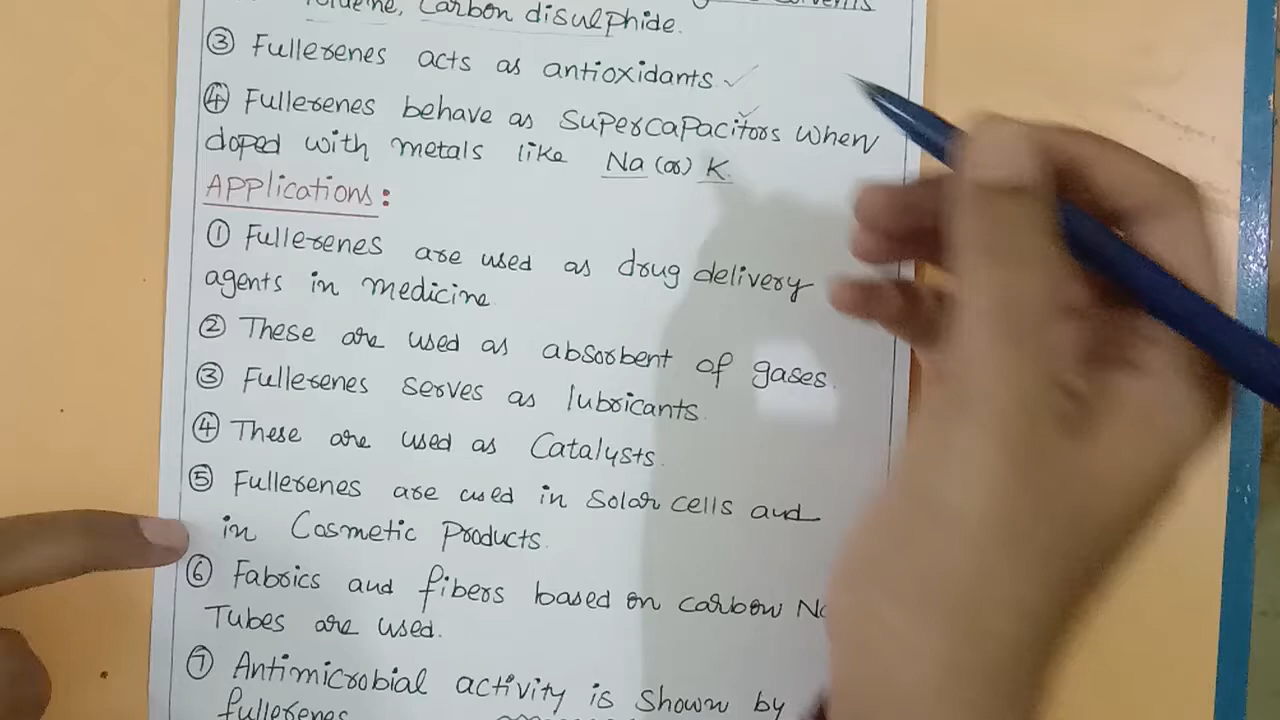 Toluene, Carbon disulphide.
③ Fullerenes acts as antioxidants
④ Fullerenes behave as supercapacitors when
doped with metals like Na (or) K.
Applications:
① Fullerenes are used as drug delivery
agents in medicine
② These are used as absorbent of gases.
③ Fullerenes serves as lubricants.
④ These are used as Catalysts.
⑤ Fullerenes are used in solar cells and
in Cosmetic Products.
⑥ Fabrics and fibers based on carbon
Tubes are used.
⑦ Antimicrobial activity is shown by
fullerenes